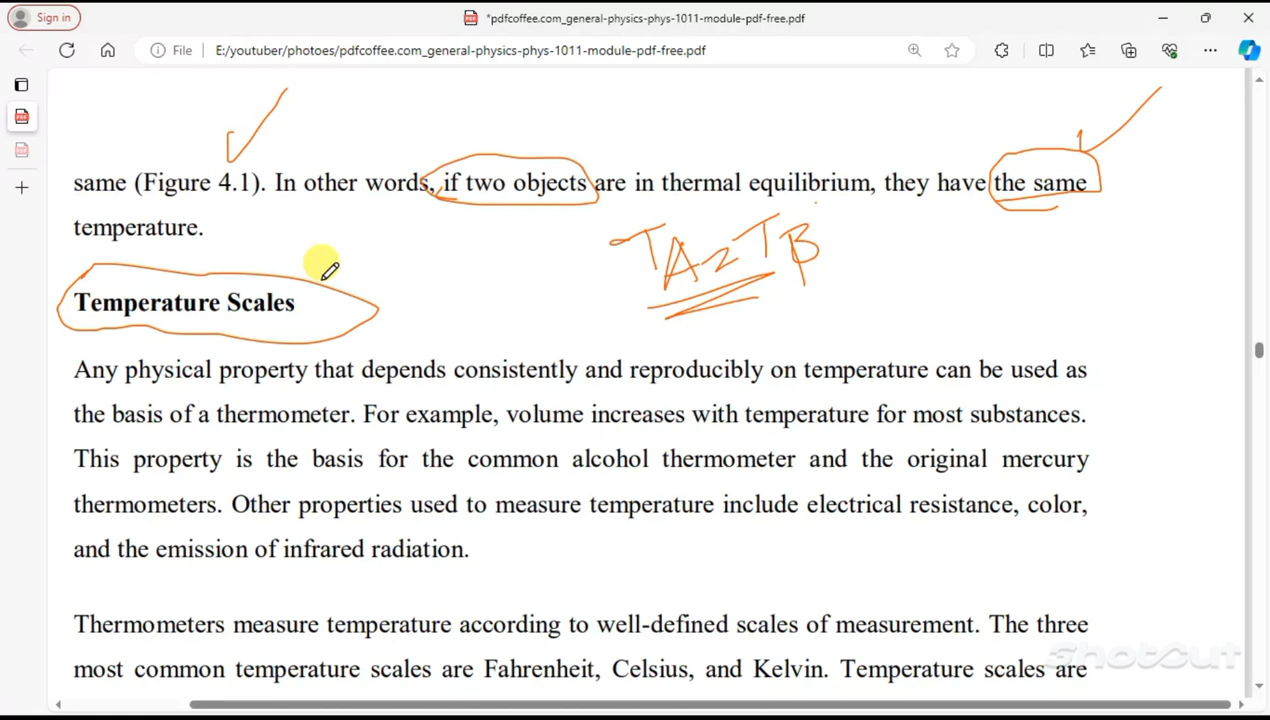 Sign in
*pdfcoffee.com_general-physics-phys-1011-module-pdf-free.pdf
File
E:/youtuber/photoes/pdfcoffee.com_general-physics-phys-1011-module-pdf-free.pdf
same (Figure 4.1). In other words, if two objects are in thermal equilibrium, they have the same
temperature.
TA=TB
Temperature Scales
Any physical property that depends consistently and reproducibly on temperature can be used as
the basis of a thermometer. For example, volume increases with temperature for most substances.
This property is the basis for the common alcohol thermometer and the original mercury
thermometers. Other properties used to measure temperature include electrical resistance, color,
and the emission of infrared radiation.
Thermometers measure temperature according to well-defined scales of measurement. The three
most common temperature scales are Fahrenheit, Celsius, and Kelvin. Temperature scales are
shotcut